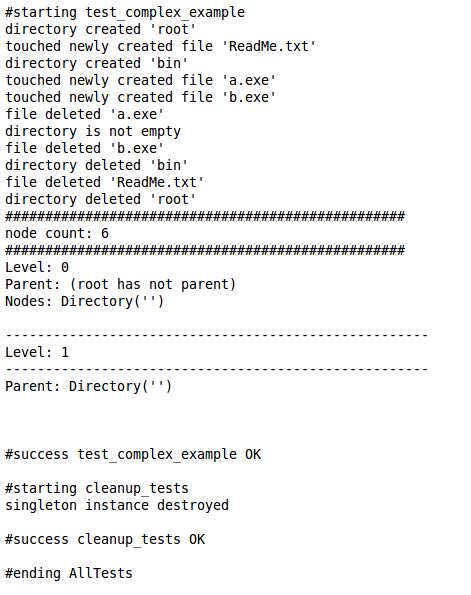 #starting test_complex_example
directory created 'root'
touched newly created file 'ReadMe.txt'
directory created 'bin'
touched newly created file 'a.exe'
touched newly created file 'b.exe'
file deleted 'a.exe'
directory is not empty
file deleted 'b.exe'
directory deleted 'bin'
file deleted 'ReadMe.txt'
directory deleted 'root'
##################################################
node count: 6
##################################################
Level: 0
Parent: (root has not parent)
Nodes: Directory('')
-----------------------------------------------------
Level: 1
-----------------------------------------------------
Parent: Directory('')
#success test_complex_example OK
#starting cleanup_tests
singleton instance destroyed
#success cleanup_tests OK
#ending AllTests